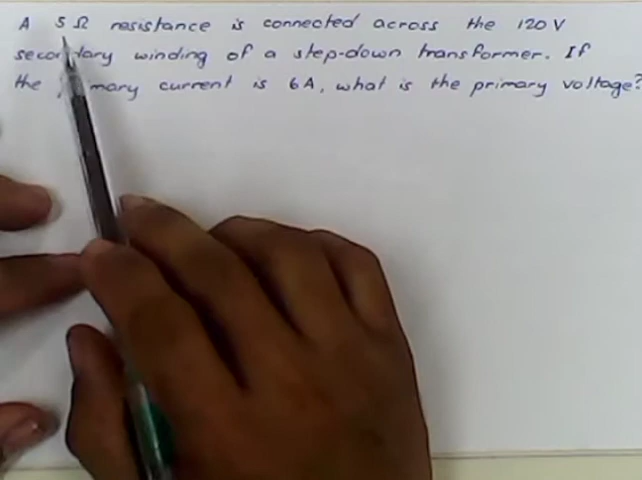 A 5 Ω resistance is connected across the 120 V
secondary winding of a step-down transformer. If
the current is 6A, what is the primary voltage?